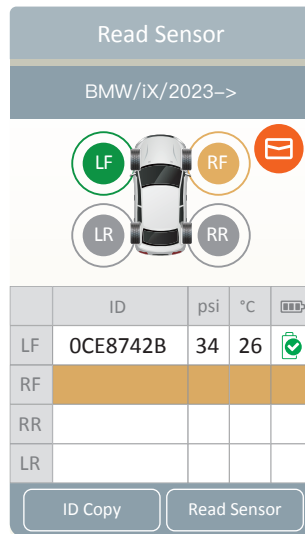 Read Sensor
BMW/iX/2023->
LF RF
LR RR
ID psi °C
LF 0CE8742B 34 26
RF
RR
LR
ID Copy Read Sensor